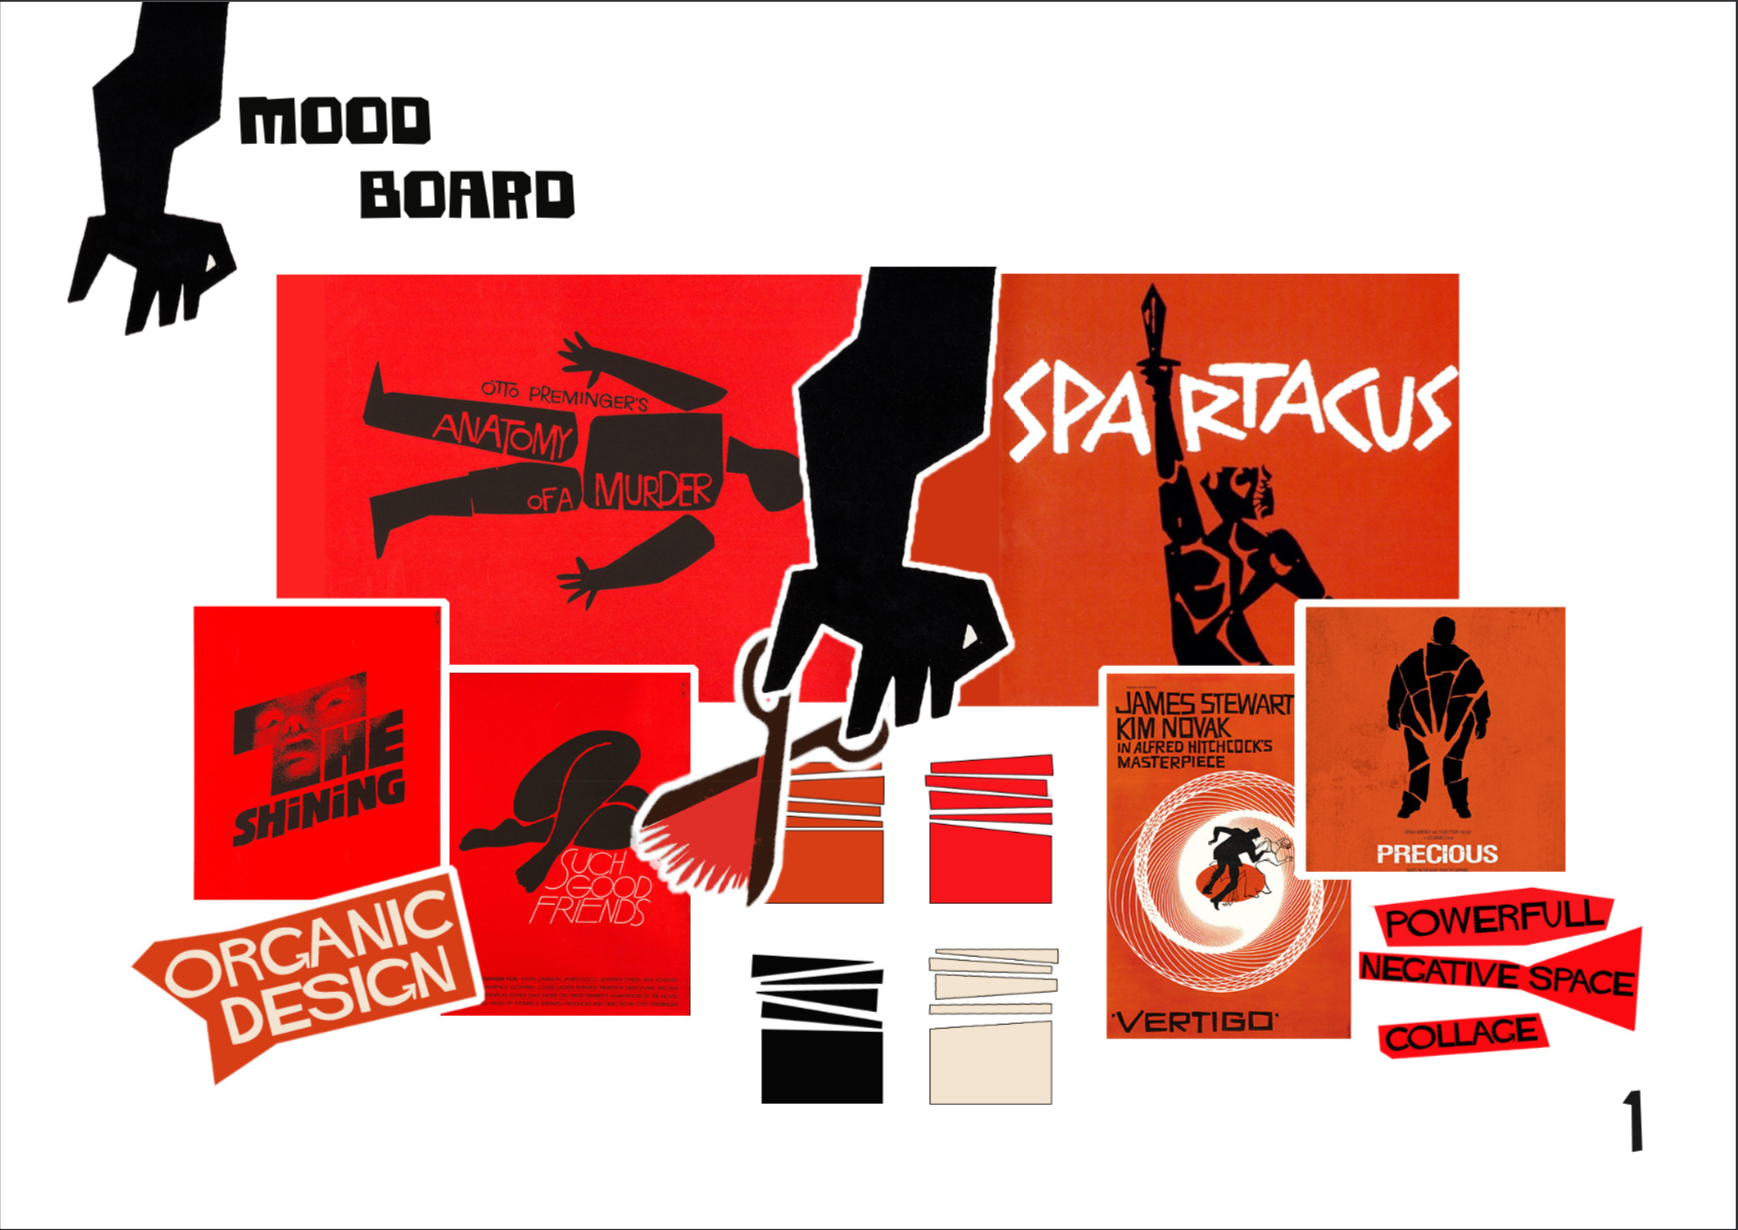 MOOD
BOARD
OTTO PREMINGER'S
ANATOMY
OF A MURDER
SPARTACUS
THE
SHiNiNG
SUCH
GOOD
FRIENDS
JAMES STEWART
KIM NOVAK
IN ALFRED HITCHCOCK'S
MASTERPIECE
'VERTIGO'
PRECIOUS
ORGANIC
DESIGN
POWERFULL
NEGATIVE SPACE
COLLAGE
1